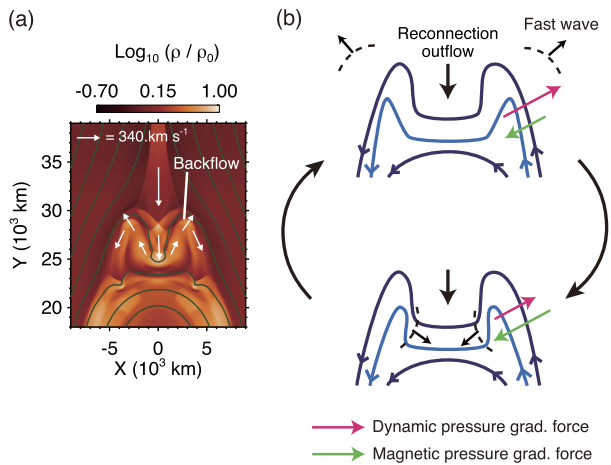 (a)
Log10 (ρ / ρ0)
-0.70 0.15 1.00
= 340.km s-1
Backflow
Y (10^3 km)
35
30
25
20
-5 0 5
X (10^3 km)
(b)
Reconnection
outflow
Fast wave
Dynamic pressure grad. force
Magnetic pressure grad. force